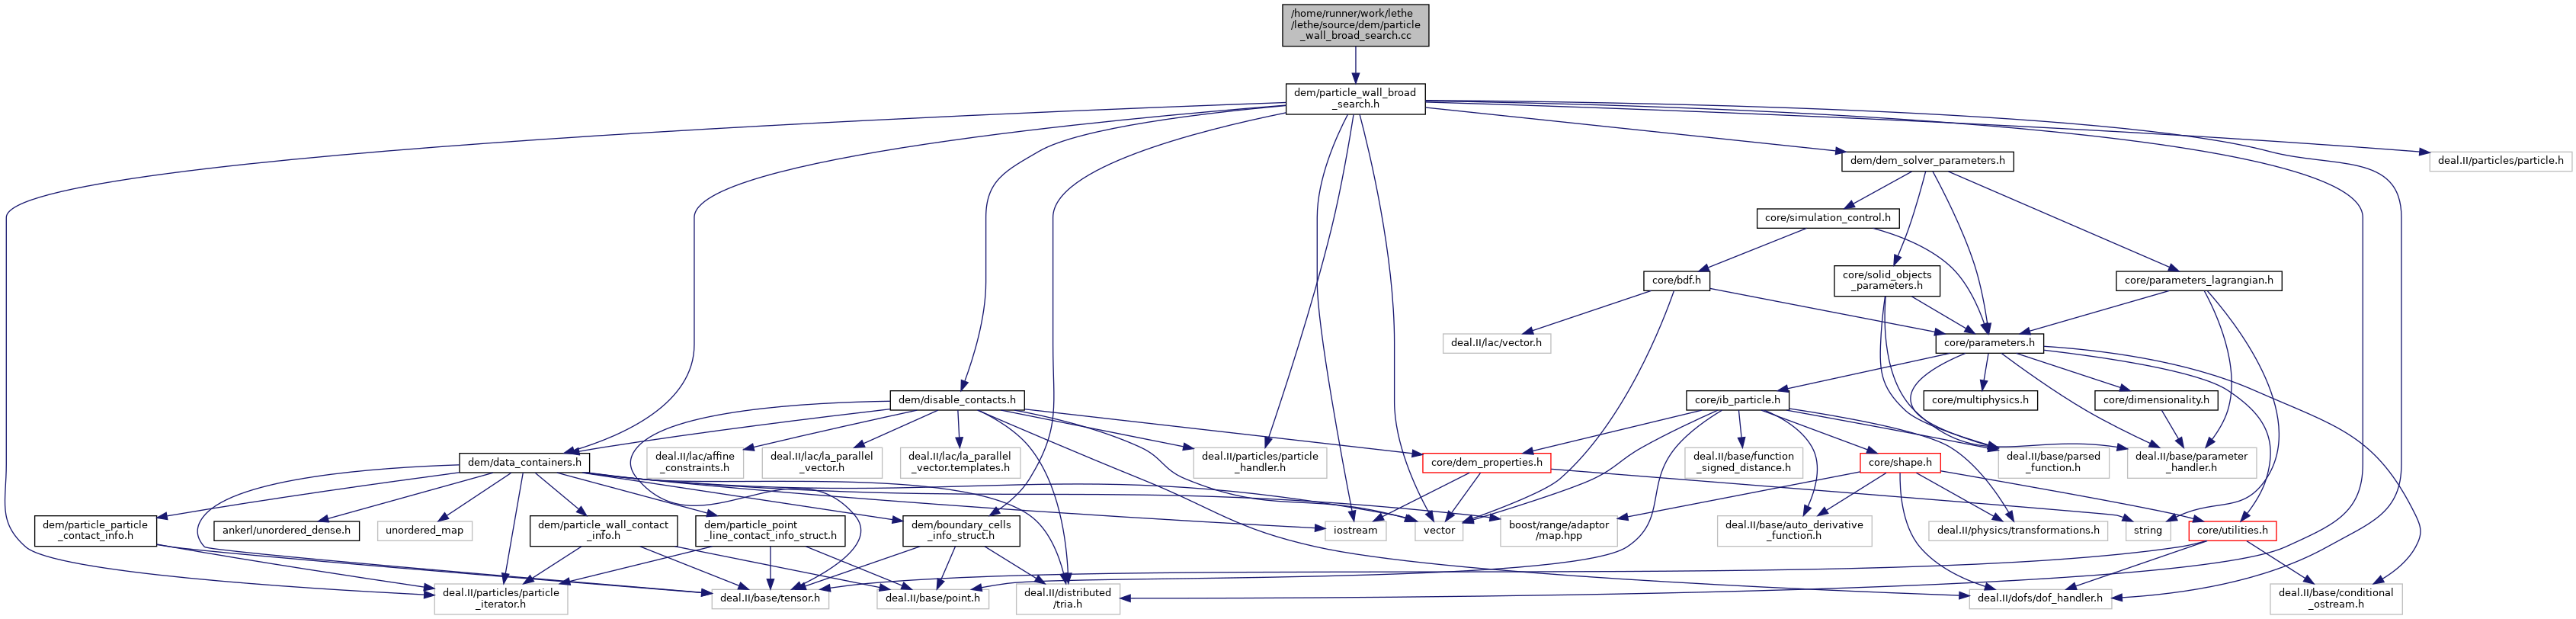 /home/runner/work/lethe
/lethe/source/dem/particle
_wall_broad_search.cc
dem/particle_wall_broad
_search.h
dem/dem_solver_parameters.h
deal.II/particles/particle.h
core/simulation_control.h
core/bdf.h
core/solid_objects
_parameters.h
core/parameters_lagrangian.h
deal.II/lac/vector.h
core/parameters.h
dem/disable_contacts.h
core/ib_particle.h
core/multiphysics.h
core/dimensionality.h
dem/data_containers.h
deal.II/lac/affine
_constraints.h
deal.II/lac/la_parallel
_vector.h
deal.II/lac/la_parallel
_vector.templates.h
deal.II/particles/particle
_handler.h
core/dem_properties.h
deal.II/base/function
_signed_distance.h
core/shape.h
deal.II/base/parsed
_function.h
deal.II/base/parameter
_handler.h
dem/particle_particle
_contact_info.h
ankerl/unordered_dense.h
unordered_map
dem/particle_wall_contact
_info.h
dem/particle_point
_line_contact_info_struct.h
dem/boundary_cells
_info_struct.h
iostream
vector
boost/range/adaptor
/map.hpp
deal.II/base/auto_derivative
_function.h
deal.II/physics/transformations.h
string
core/utilities.h
deal.II/particles/particle
_iterator.h
deal.II/base/tensor.h
deal.II/base/point.h
deal.II/distributed
/tria.h
deal.II/dofs/dof_handler.h
deal.II/base/conditional
_ostream.h